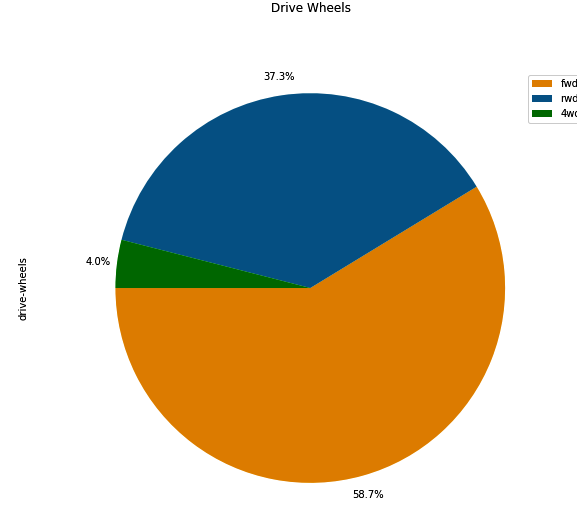 Drive Wheels
37.3%
fwd
rwd
4.0%
drive-wheels
58.7%